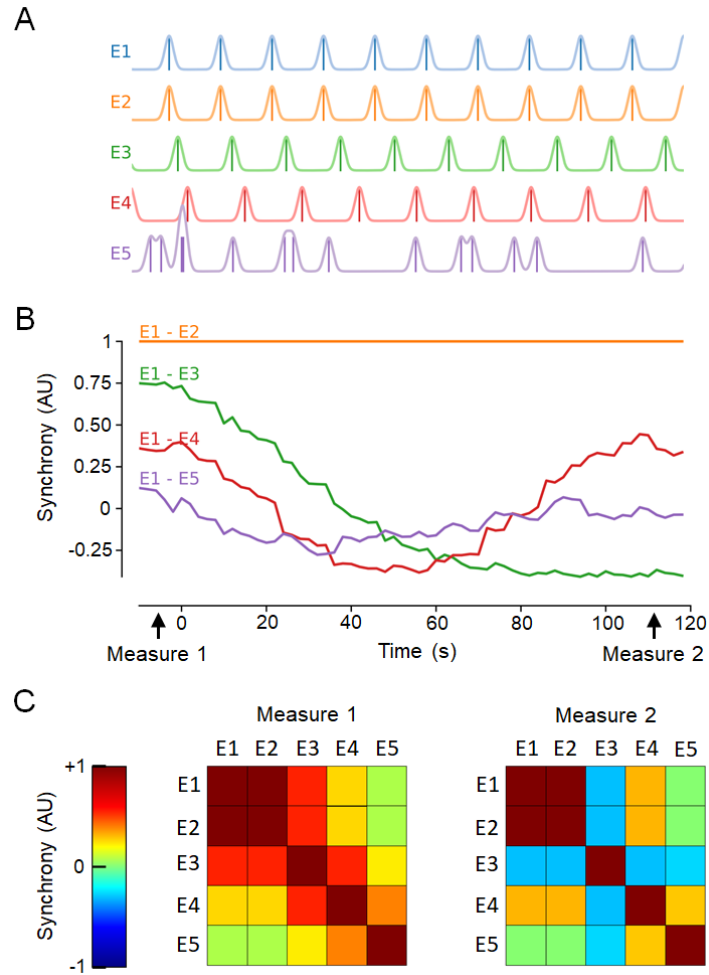 A
E1
E2
E3
E4
E5
B
E1 - E2
E1 - E3
E1 - E4
E1 - E5
1
0.75
0.50
0.25
0
-0.25
Synchrony (AU)
0 20 40 60 80 100 120
Measure 1 Time (s) Measure 2
C
Measure 1 Measure 2
E1 E2 E3 E4 E5 E1 E2 E3 E4 E5
+1
0
-1
Synchrony (AU)
E1 E1
E2 E2
E3 E3
E4 E4
E5 E5